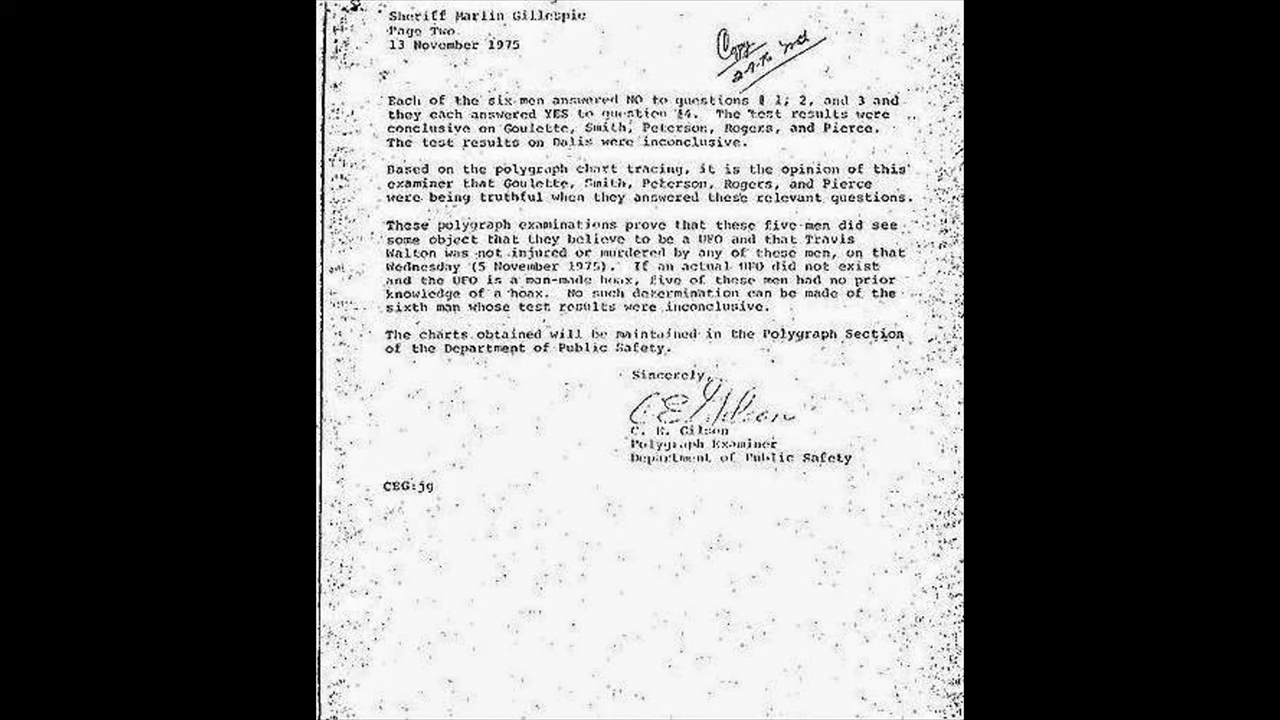 Sheriff Marlin Gillespie
Page Two
13 November 1975
Copy
Each of the six men answered NO to questions # 1, 2, and 3 and
they each answered YES to question #4. The test results were
conclusive on Goulette, Smith, Peterson, Rogers, and Pierce.
The test results on Dalis were inconclusive.
Based on the polygraph chart tracing, it is the opinion of this
examiner that Goulette, Smith, Peterson, Rogers, and Pierce
were being truthful when they answered these relevant questions.
These polygraph examinations prove that these five men did see
some object that they believe to be a UFO and that Travis
Walton was not injured or murdered by any of these men, on that
Wednesday (5 November 1975). If an actual UFO did not exist
and the UFO is a man-made hoax, five of these men had no prior
knowledge of a hoax. No such determination can be made of the
sixth man whose test results were inconclusive.
The charts obtained will be maintained in the Polygraph Section
of the Department of Public Safety.
Sincerely,
C E Gilson
C. E. Gilson
Polygraph Examiner
Department of Public Safety
CEG:jg